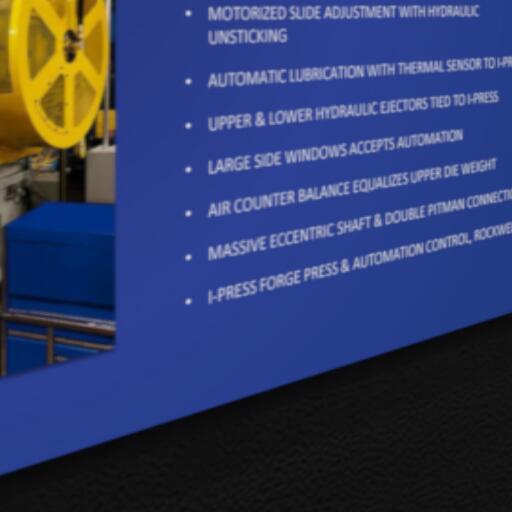 • MOTORIZED SLIDE ADJUSTMENT WITH HYDRAULIC
UNSTICKING
• AUTOMATIC LUBRICATION WITH THERMAL SENSOR TO I-PR
• UPPER & LOWER HYDRAULIC EJECTORS TIED TO I-PRESS
• LARGE SIDE WINDOWS ACCEPTS AUTOMATION
• AIR COUNTER BALANCE EQUALIZES UPPER DIE WEIGHT
• MASSIVE ECCENTRIC SHAFT & DOUBLE PITMAN CONNECTI
• I-PRESS FORGE PRESS & AUTOMATION CONTROL, ROCKWE